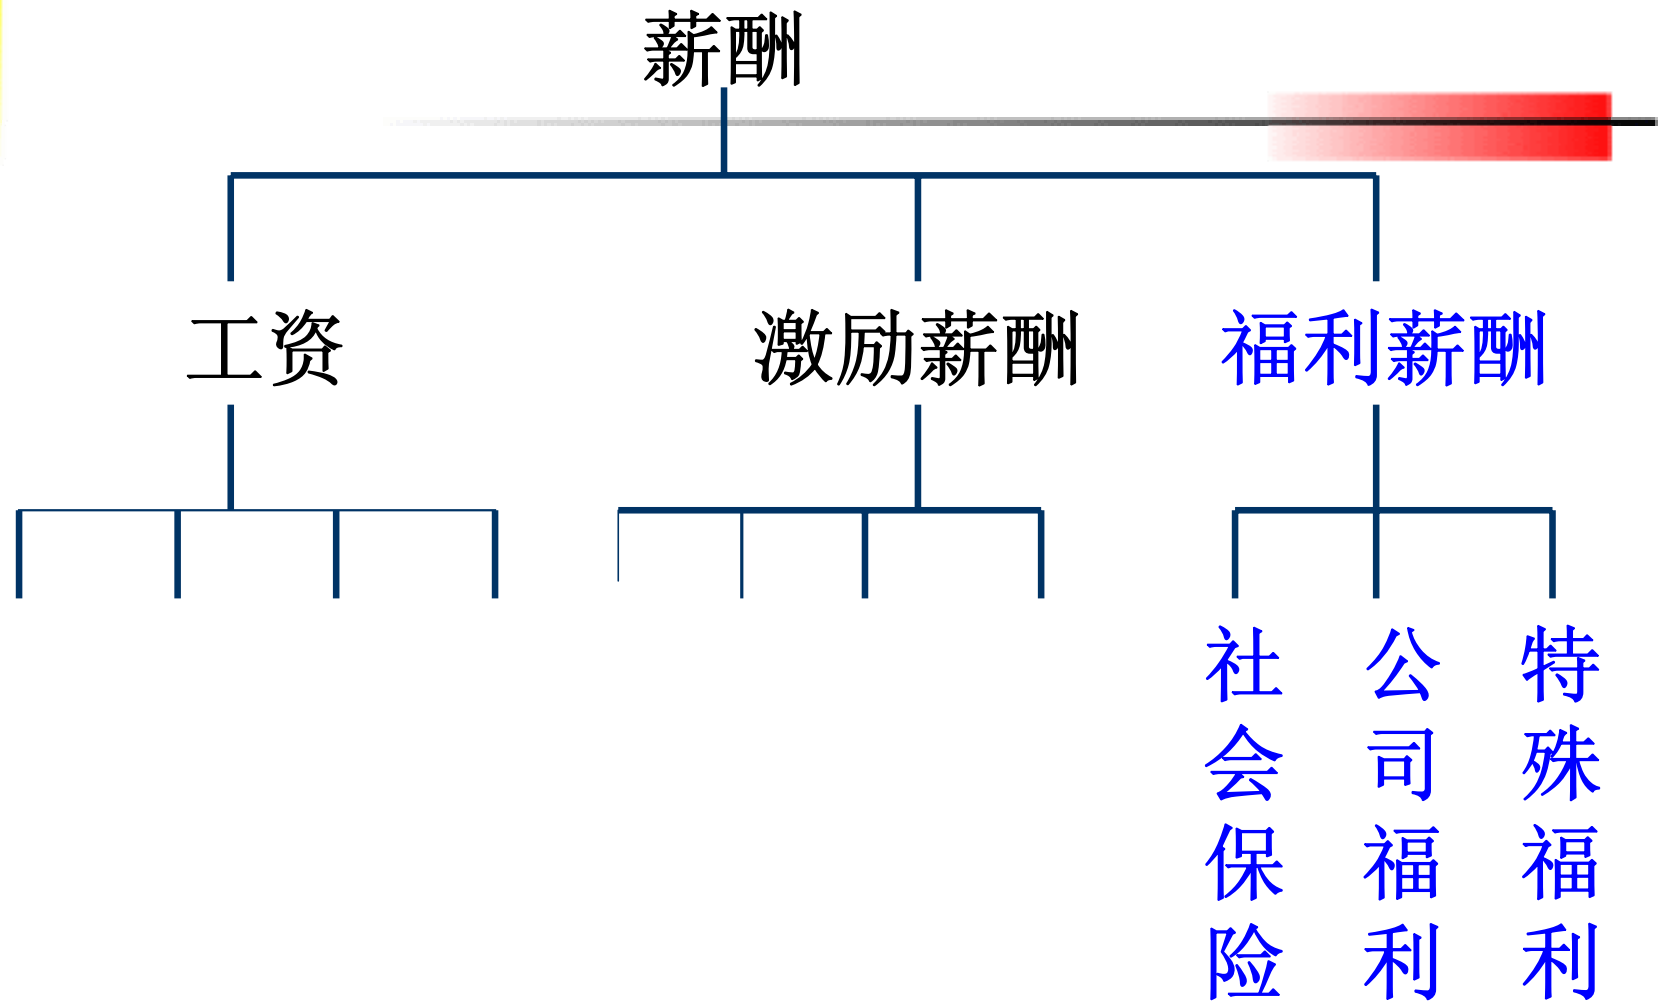 薪酬
工资
激励薪酬
福利薪酬
社会保险
公司福利
特殊福利